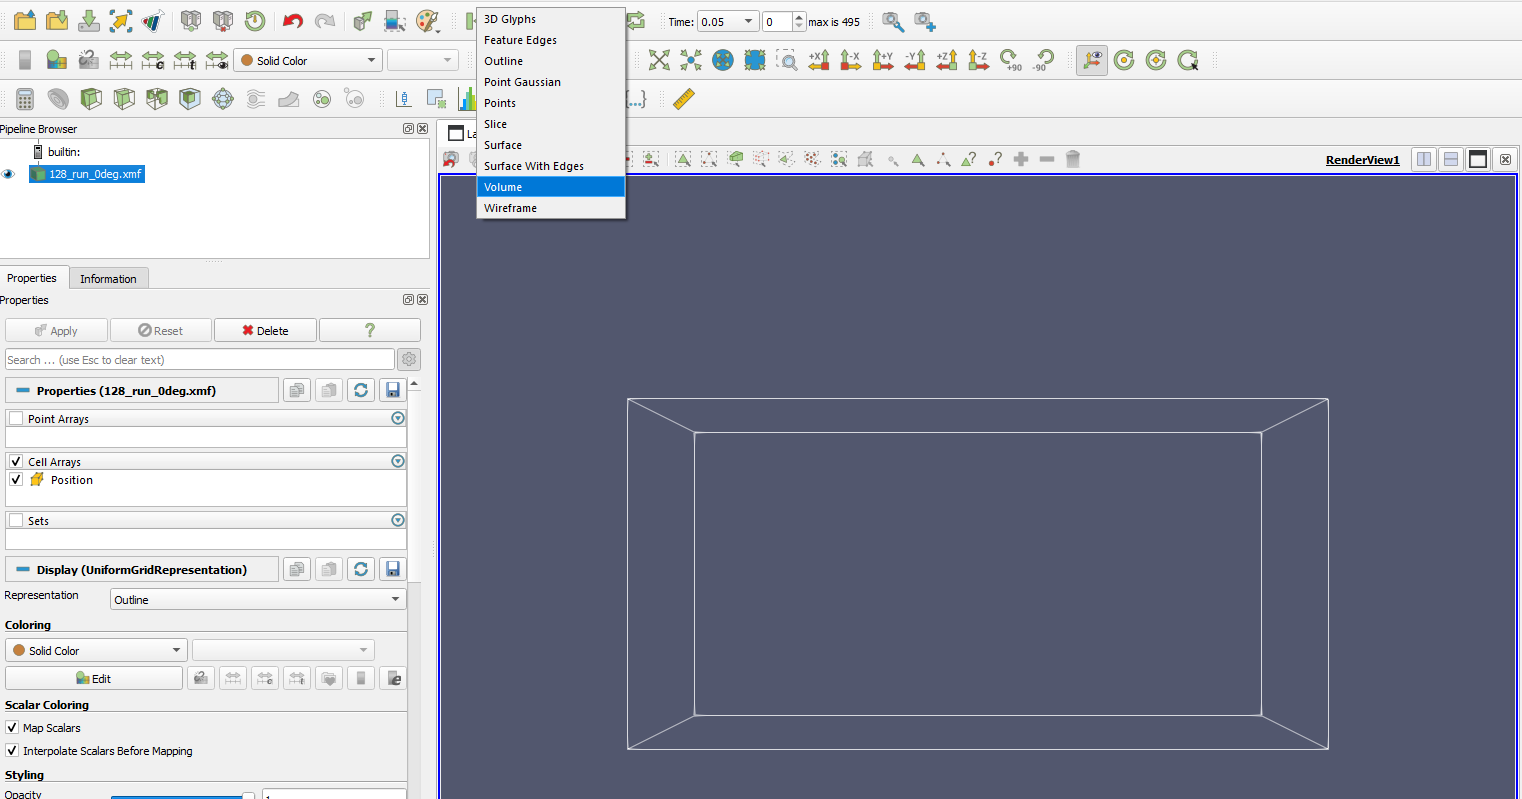 3D Glyphs
Feature Edges
Outline
Point Gaussian
Points
Slice
Surface
Surface With Edges
Volume
Wireframe
Time: 0.05 0 max is 495
Solid Color
+X -X +Y -Y +Z -Z +90 -90
Pipeline Browser
builtin:
128_run_0deg.xmf
RenderView1
Properties Information
Properties
Apply Reset Delete ?
Search ... (use Esc to clear text)
Properties (128_run_0deg.xmf)
Point Arrays
Cell Arrays
Position
Sets
Display (UniformGridRepresentation)
Representation Outline
Coloring
Solid Color
Edit
Scalar Coloring
Map Scalars
Interpolate Scalars Before Mapping
Styling
Opacity